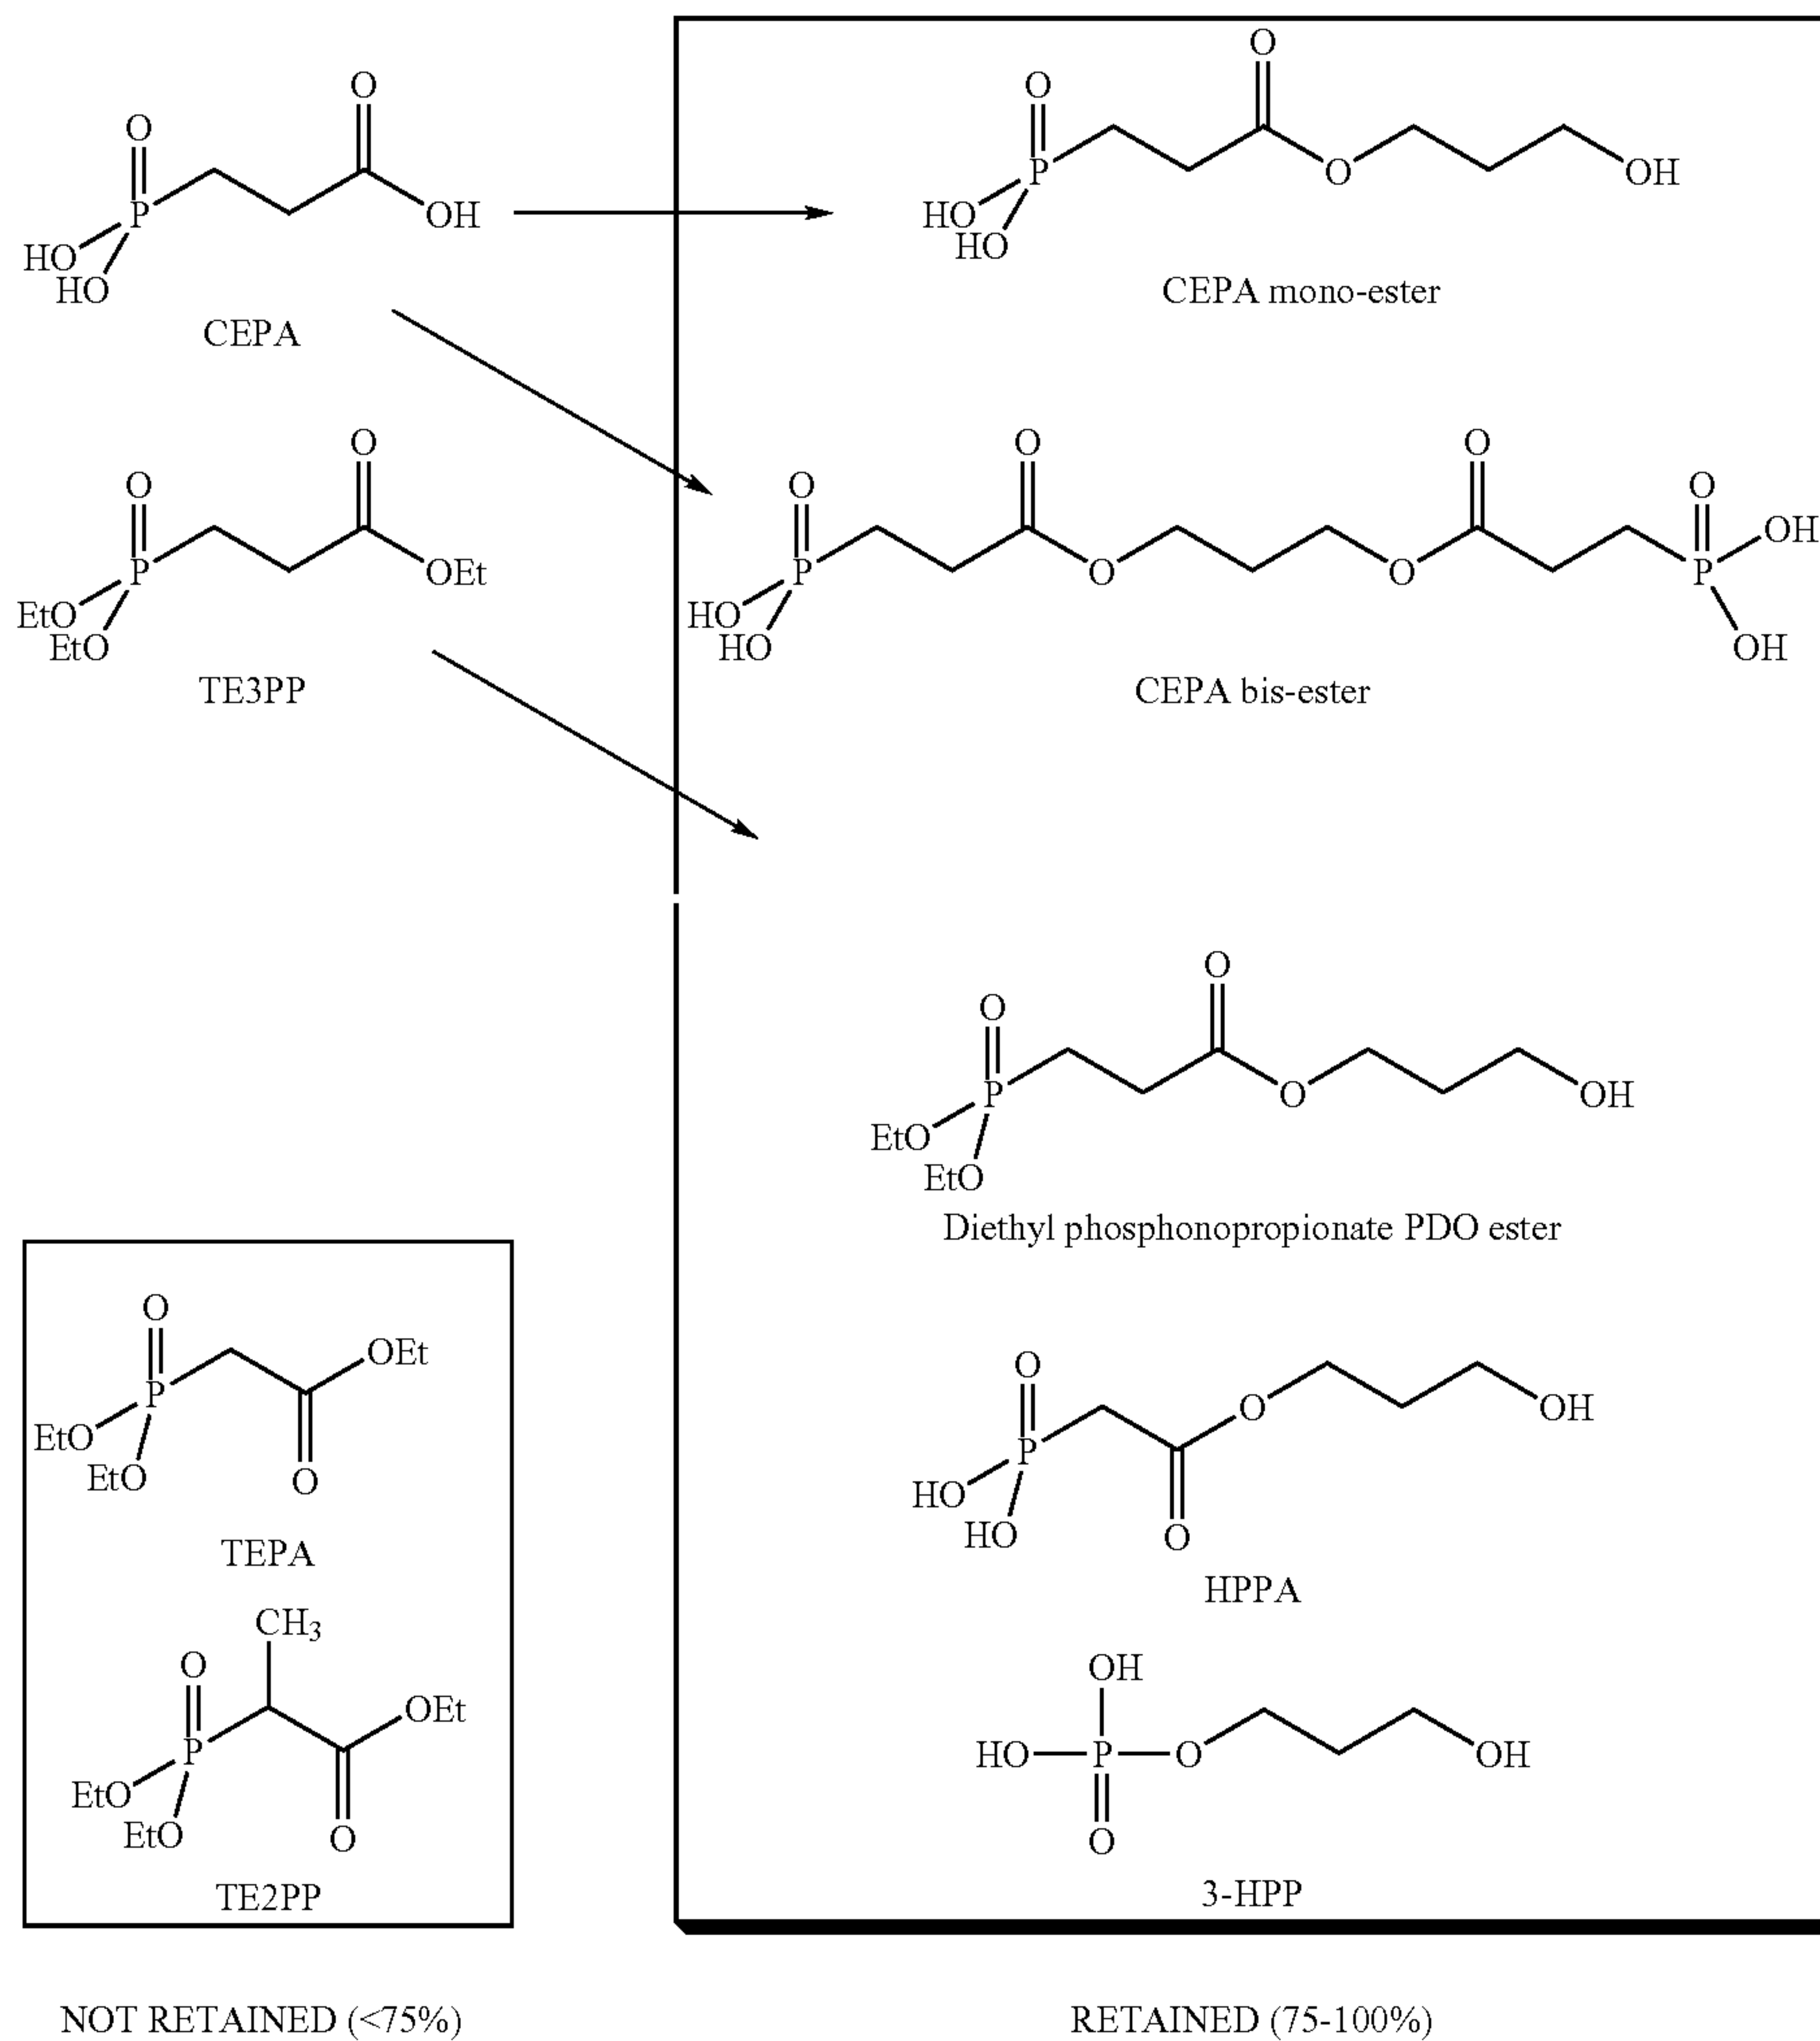 O
O
P
OH
HO
HO
CEPA
O
O
P
O
OH
HO
HO
CEPA mono-ester
O
O
P
OEt
EtO
EtO
TE3PP
O
O
O
O
P
O
O
P
OH
HO
HO
OH
CEPA bis-ester
O
O
P
O
OH
EtO
EtO
Diethyl phosphonopropionate PDO ester
O
OEt
P
EtO
EtO
O
TEPA
CH3
O
OEt
P
EtO
EtO
O
TE2PP
O
O
OH
P
HO
HO
O
HPPA
OH
HO
P
O
OH
O
3-HPP
NOT RETAINED (<75%)
RETAINED (75-100%)